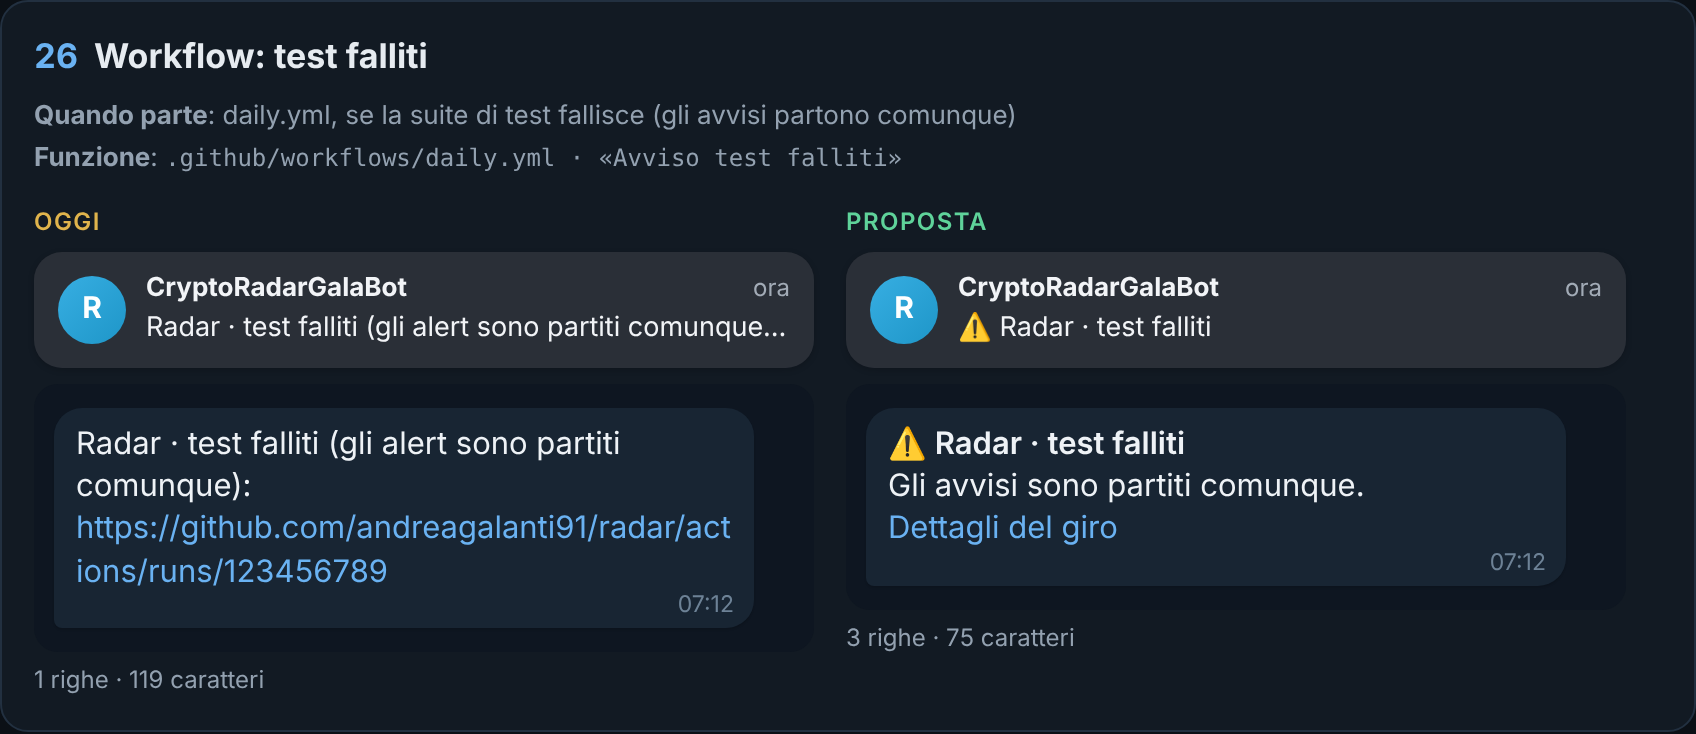 26 Workflow: test falliti
Quando parte: daily.yml, se la suite di test fallisce (gli avvisi partono comunque)
Funzione: .github/workflows/daily.yml · «Avviso test falliti»
OGGI
R
CryptoRadarGalaBot
ora
Radar · test falliti (gli alert sono partiti comunque...
Radar · test falliti (gli alert sono partiti
comunque):
https://github.com/andreagalanti91/radar/act
ions/runs/123456789
07:12
1 righe · 119 caratteri
PROPOSTA
R
CryptoRadarGalaBot
ora
⚠️ Radar · test falliti
⚠️ Radar · test falliti
Gli avvisi sono partiti comunque.
Dettagli del giro
07:12
3 righe · 75 caratteri